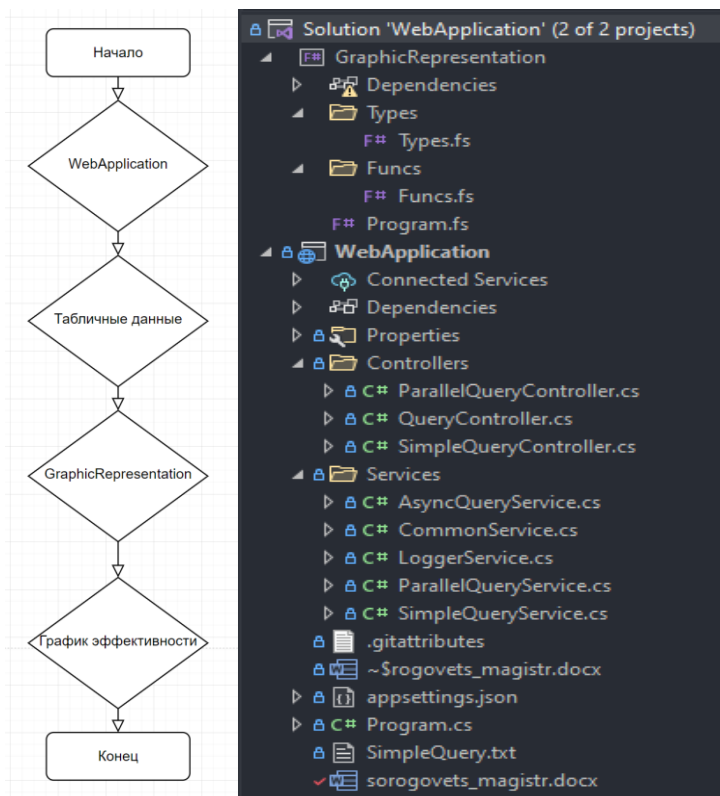 Начало
WebApplication
Табличные данные
GraphicRepresentation
График эффективности
Конец
Solution 'WebApplication' (2 of 2 projects)
F# GraphicRepresentation
Dependencies
Types
F# Types.fs
Funcs
F# Funcs.fs
F# Program.fs
WebApplication
Connected Services
Dependencies
Properties
Controllers
C# ParallelQueryController.cs
C# QueryController.cs
C# SimpleQueryController.cs
Services
C# AsyncQueryService.cs
C# CommonService.cs
C# LoggerService.cs
C# ParallelQueryService.cs
C# SimpleQueryService.cs
.gitattributes
~$rogovets_magistr.docx
appsettings.json
C# Program.cs
SimpleQuery.txt
sorogovets_magistr.docx